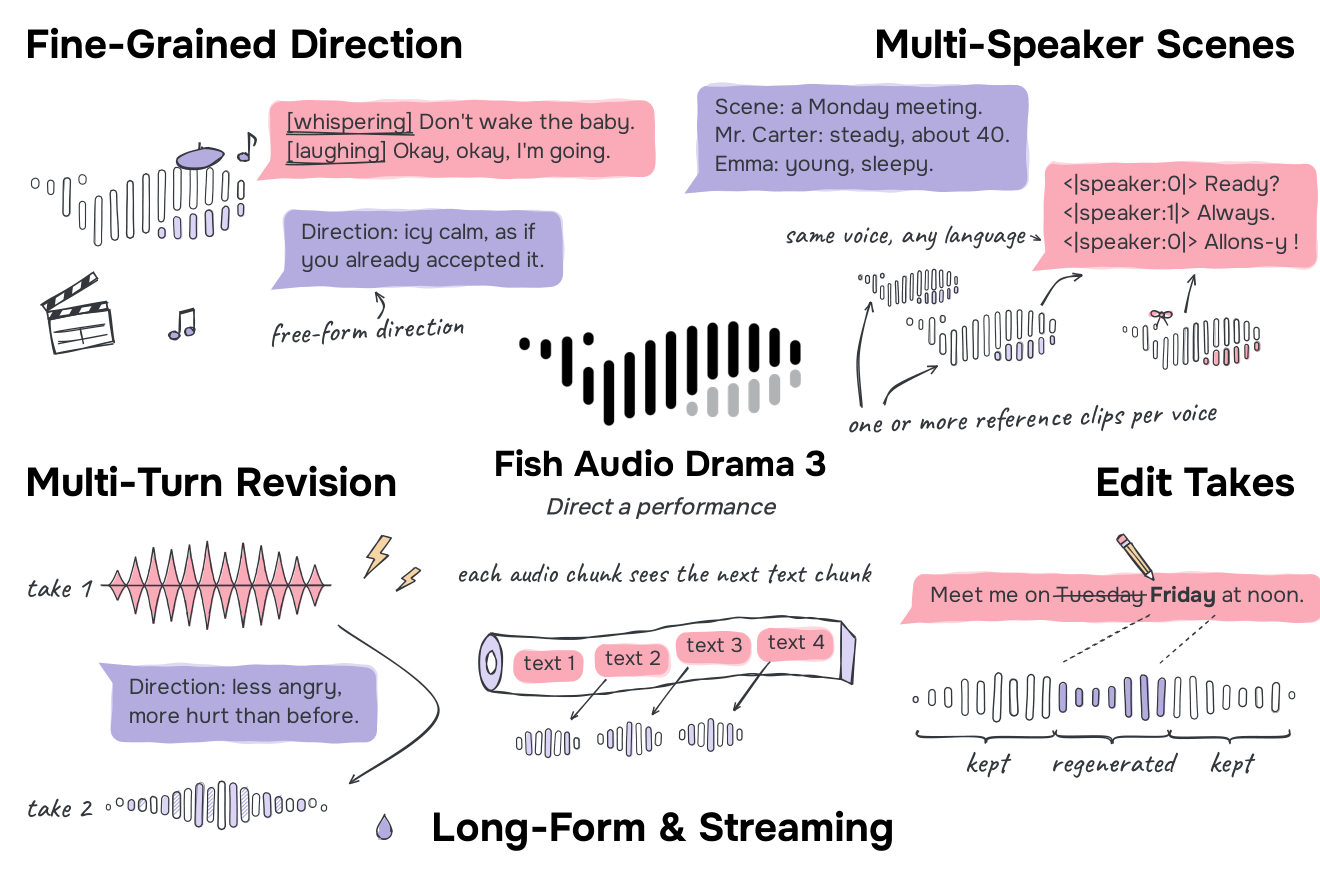 Fine-Grained Direction
[whispering] Don't wake the baby.
[laughing] Okay, okay, I'm going.
Direction: icy calm, as if
you already accepted it.
free-form direction
Multi-Speaker Scenes
Scene: a Monday meeting.
Mr. Carter: steady, about 40.
Emma: young, sleepy.
<|speaker:0|> Ready?
<|speaker:1|> Always.
<|speaker:0|> Allons-y !
same voice, any language
one or more reference clips per voice
Fish Audio Drama 3
Direct a performance
Multi-Turn Revision
take 1
Direction: less angry,
more hurt than before.
take 2
each audio chunk sees the next text chunk
text 1
text 2
text 3
text 4
Long-Form & Streaming
Edit Takes
Meet me on Tuesday Friday at noon.
kept
regenerated
kept